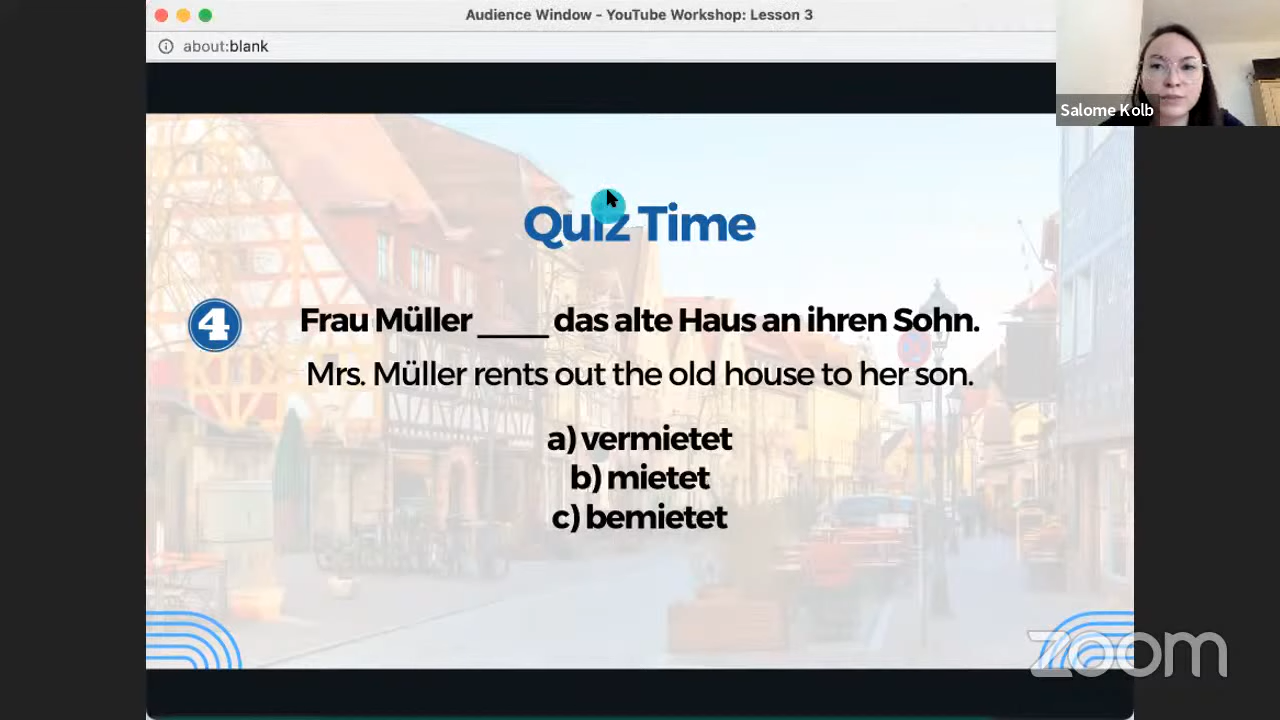 Audience Window - YouTube Workshop: Lesson 3
about:blank
Salome Kolb
Quiz Time
4
Frau Müller ____ das alte Haus an ihren Sohn.
Mrs. Müller rents out the old house to her son.
a) vermietet
b) mietet
c) bemietet
zoom